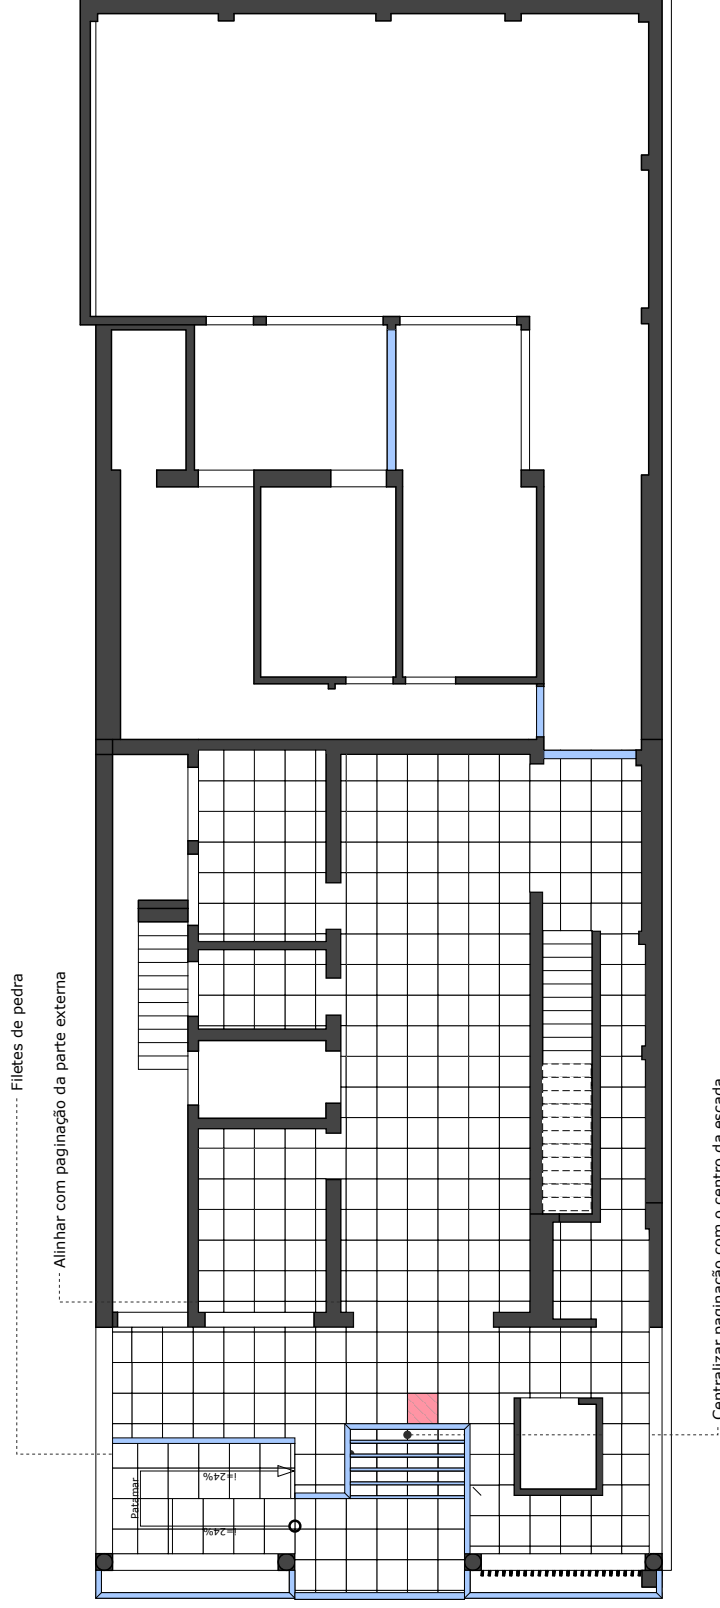 Filetes de pedra
Alinhar com paginação da parte externa
Centralizar paginação com o centro da escada
Patamar
i=24%
i=24%